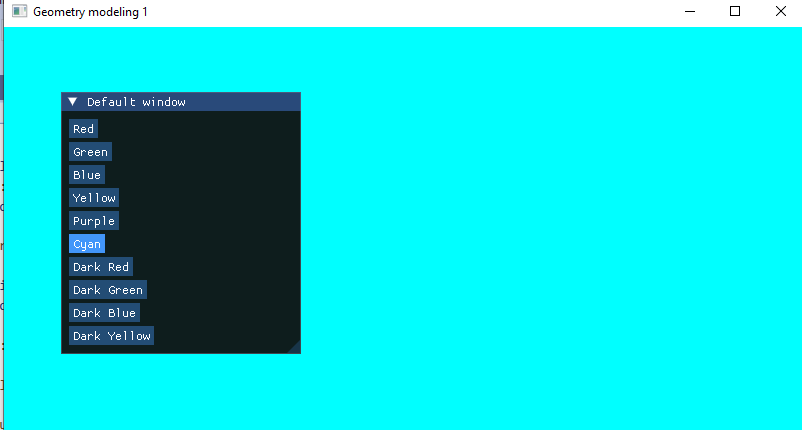 Geometry modeling 1
Default window
Red
Green
Blue
Yellow
Purple
Cyan
Dark Red
Dark Green
Dark Blue
Dark Yellow